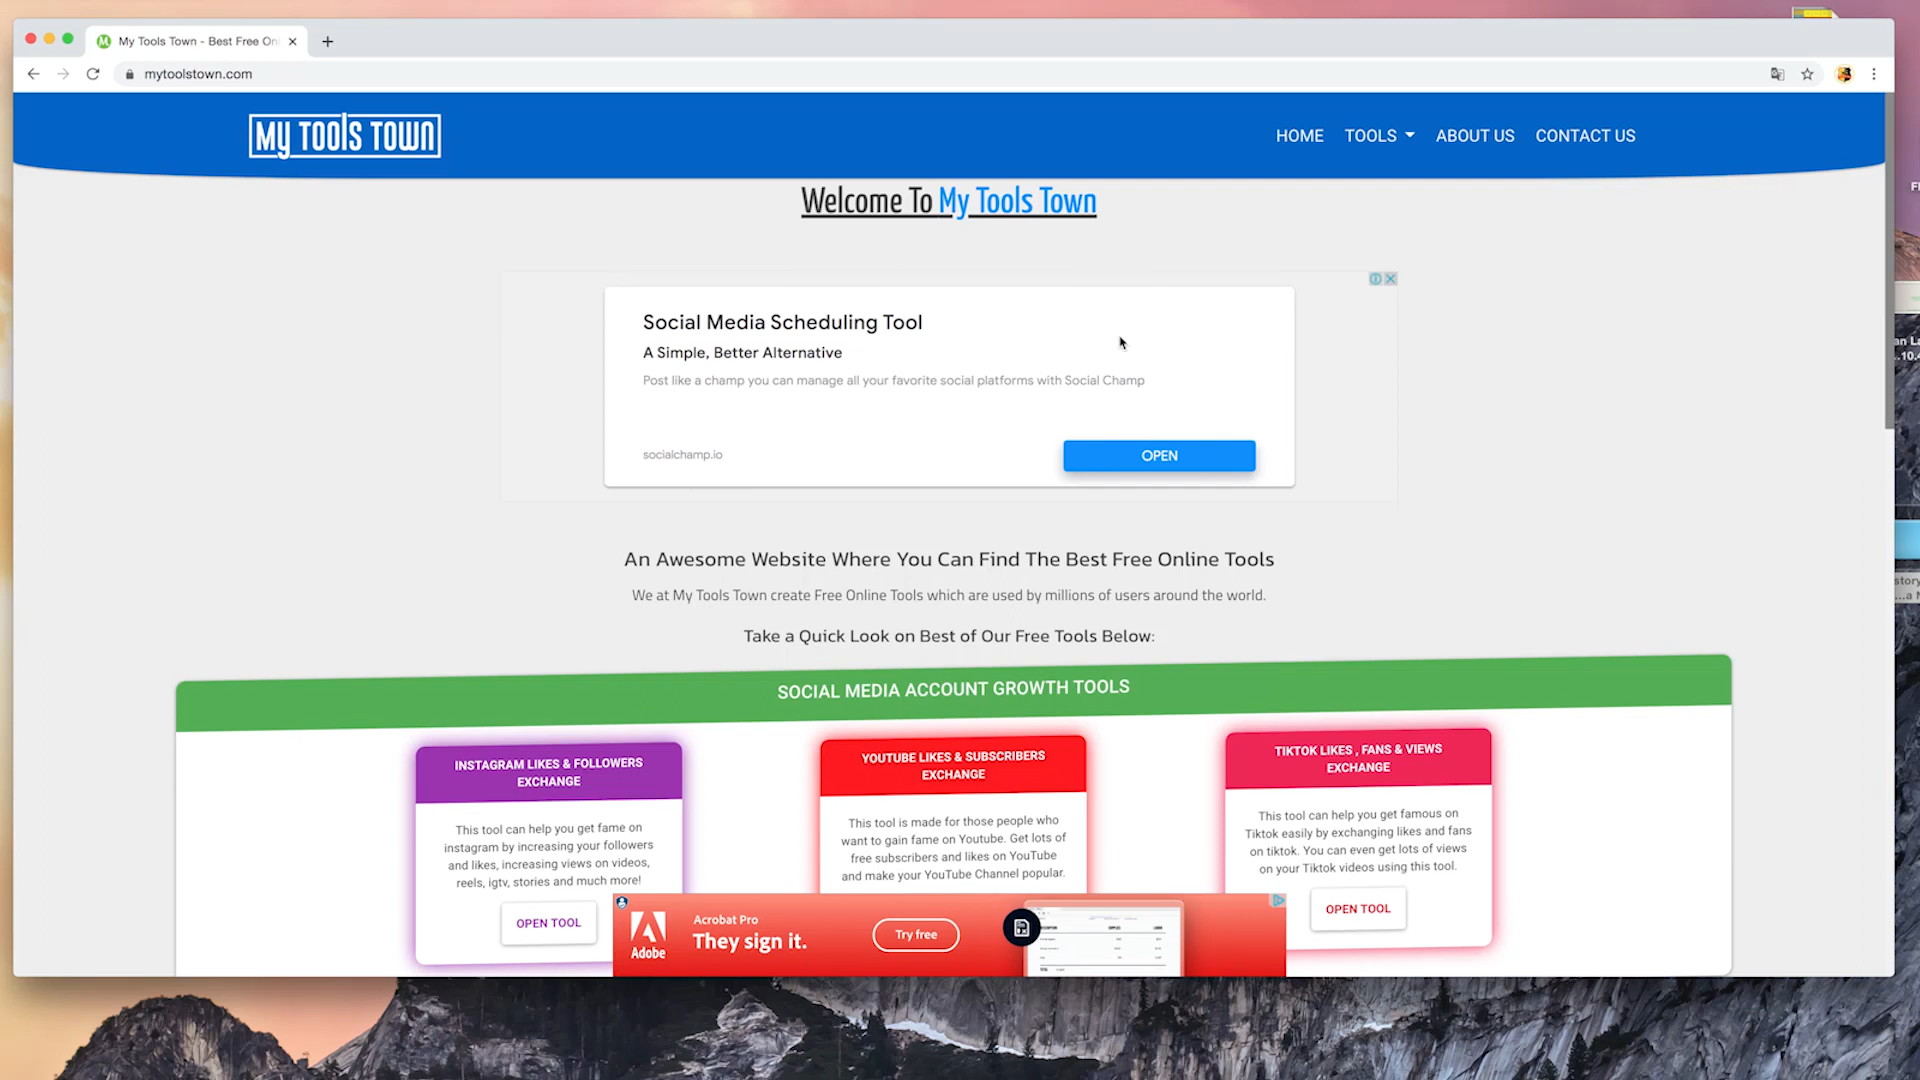 My Tools Town - Best Free Onl
mytoolstown.com
My Tools Town
HOME
TOOLS
ABOUT US
CONTACT US
Welcome To My Tools Town
Social Media Scheduling Tool
A Simple, Better Alternative
Post like a champ you can manage all your favorite social platforms with Social Champ
socialchamp.io
OPEN
An Awesome Website Where You Can Find The Best Free Online Tools
We at My Tools Town create Free Online Tools which are used by millions of users around the world.
Take a Quick Look on Best of Our Free Tools Below:
SOCIAL MEDIA ACCOUNT GROWTH TOOLS
INSTAGRAM LIKES & FOLLOWERS
EXCHANGE
This tool can help you get fame on
instagram by increasing your followers
and likes, increasing views on videos,
reels, igtv, stories and much more!
OPEN TOOL
YOUTUBE LIKES & SUBSCRIBERS
EXCHANGE
This tool is made for those people who
want to gain fame on Youtube. Get lots of
free subscribers and likes on YouTube
and make your YouTube Channel popular.
TIKTOK LIKES , FANS & VIEWS
EXCHANGE
This tool can help you get famous on
Tiktok easily by exchanging likes and fans
on tiktok. You can even get lots of views
on your Tiktok videos using this tool.
OPEN TOOL
Adobe
Acrobat Pro
They sign it.
Try free